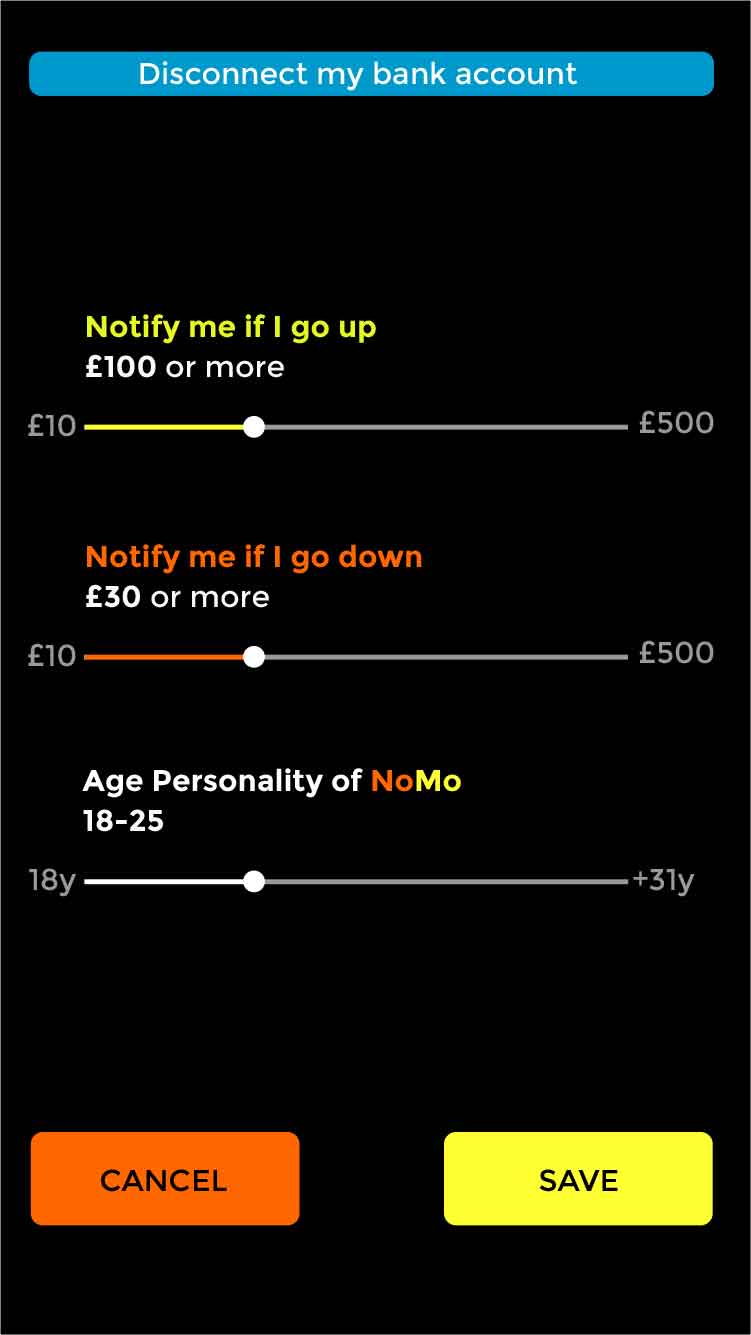 Disconnect my bank account
Notify me if I go up
£100 or more
£10 £500
Notify me if I go down
£30 or more
£10 £500
Age Personality of NoMo
18-25
18y +31y
CANCEL SAVE